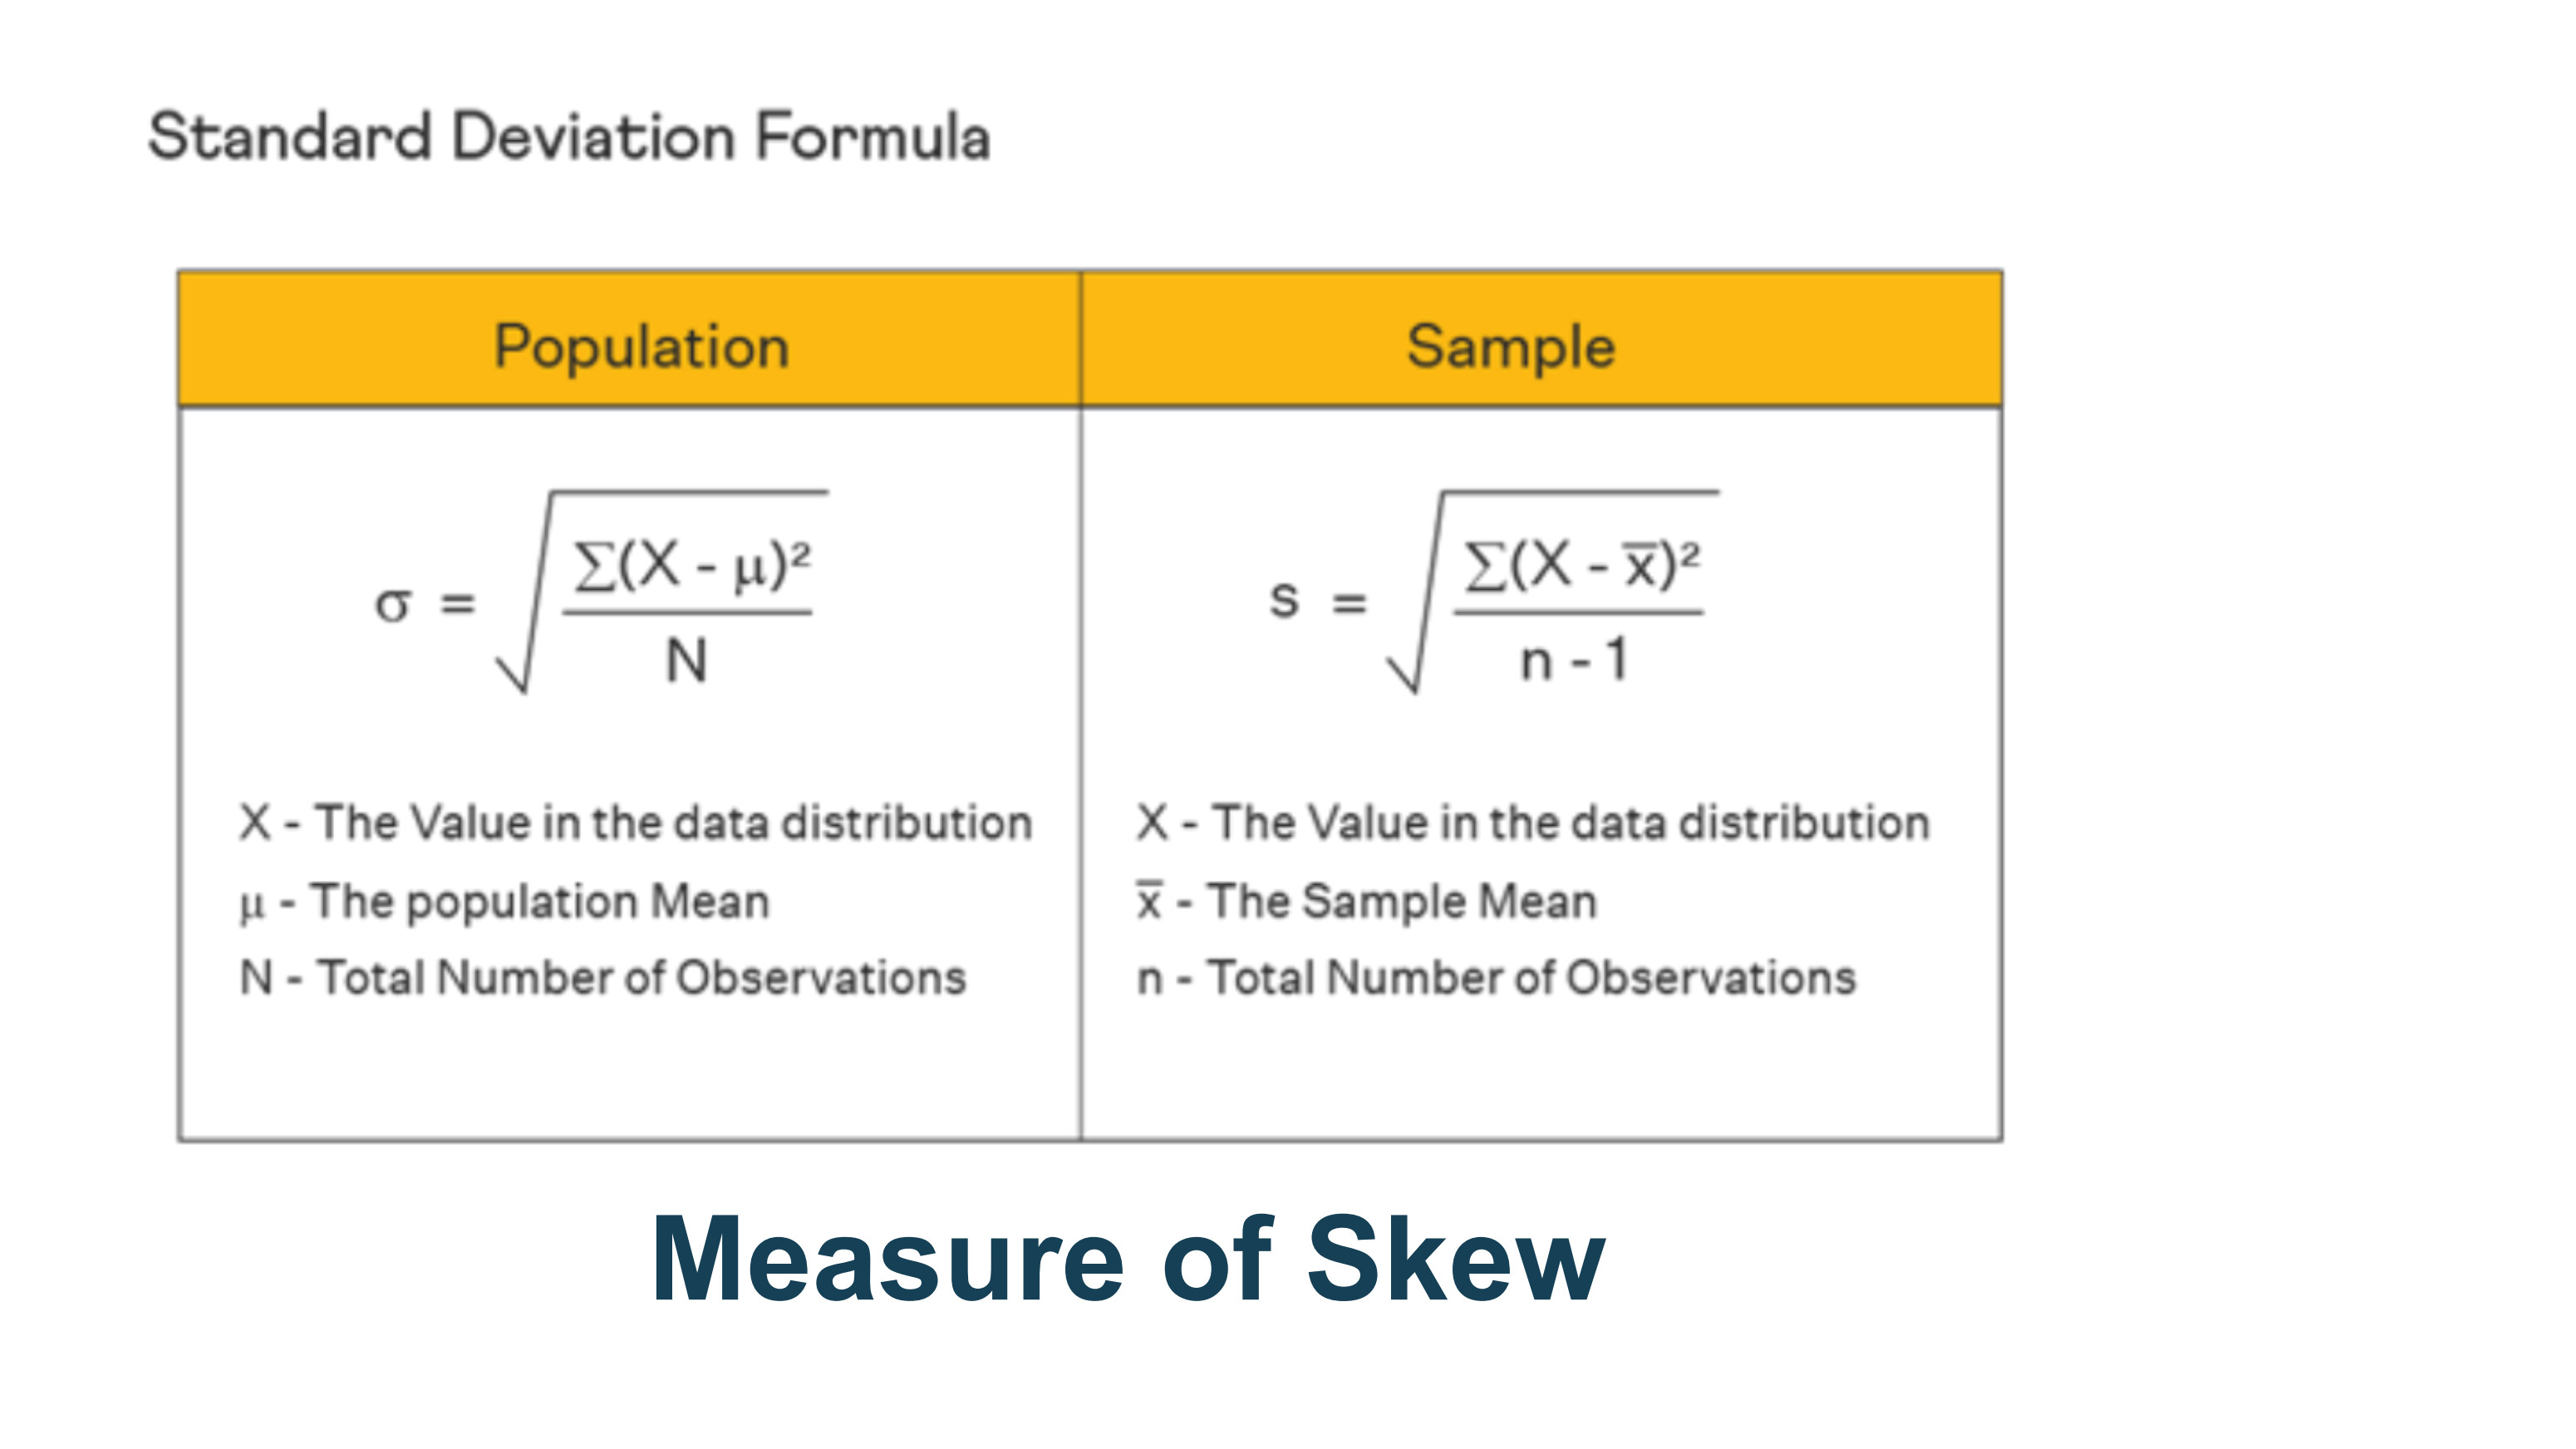 Standard Deviation Formula
Population
Sample
σ = √ Σ(X - μ)² / N
s = √ Σ(X - x̅)² / n - 1
X - The Value in the data distribution
μ - The population Mean
N - Total Number of Observations
X - The Value in the data distribution
x̅ - The Sample Mean
n - Total Number of Observations
Measure of Skew